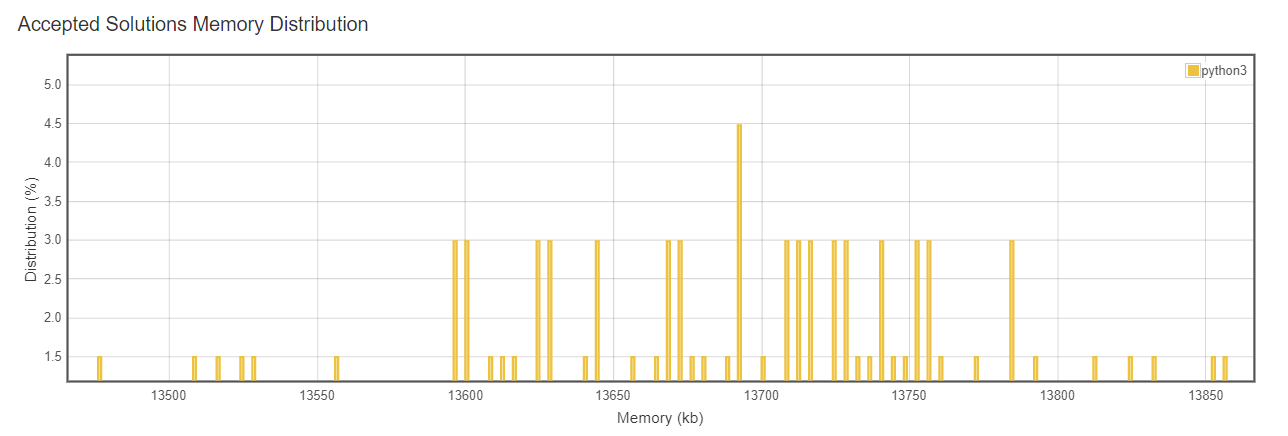 Accepted Solutions Memory Distribution
python3
5.0
4.5
4.0
3.5
3.0
2.5
2.0
1.5
Distribution (%)
13500 13550 13600 13650 13700 13750 13800 13850
Memory (kb)